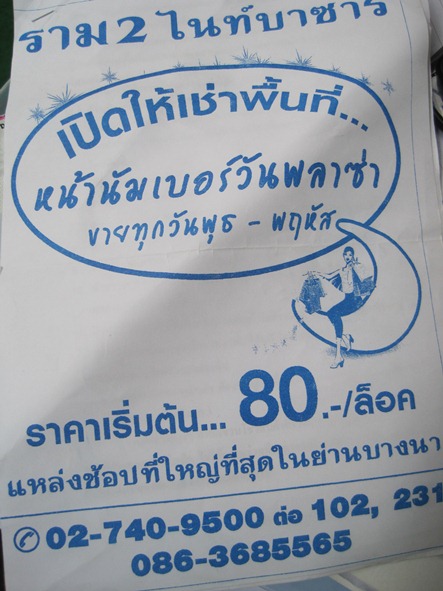 ราม2 ไนท์บาซาร์
เปิดให้เช่าพื้นที่...
หน้านัมเบอร์วันพลาซ่า
ขายทุกวันพุธ - พฤหัส
ราคาเริ่มต้น... 80.-/ล็อค
แหล่งช้อปที่ใหญ่ที่สุดในย่านบางนา
02-740-9500 ต่อ 102, 231
086-3685565